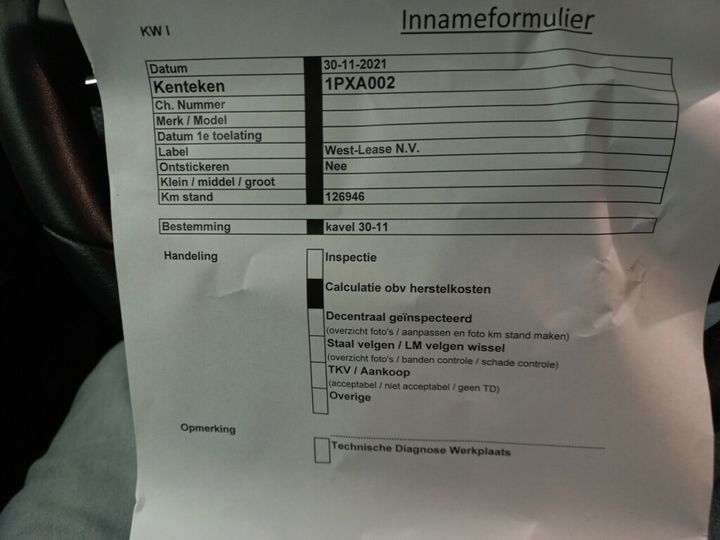 KW I
Innameformulier
Datum 30-11-2021
Kenteken 1PXA002
Ch. Nummer
Merk / Model
Datum 1e toelating
Label West-Lease N.V.
Ontstickeren Nee
Klein / middel / groot
Km stand 126946
Bestemming kavel 30-11
Handeling Inspectie
Calculatie obv herstelkosten
Decentraal geïnspecteerd
(overzicht foto's / aanpassen en foto km stand maken)
Staal velgen / LM velgen wissel
(overzicht foto's / banden controle / schade controle)
TKV / Aankoop
(acceptabel / niet acceptabel / geen TD)
Overige
Opmerking
Technische Diagnose Werkplaats